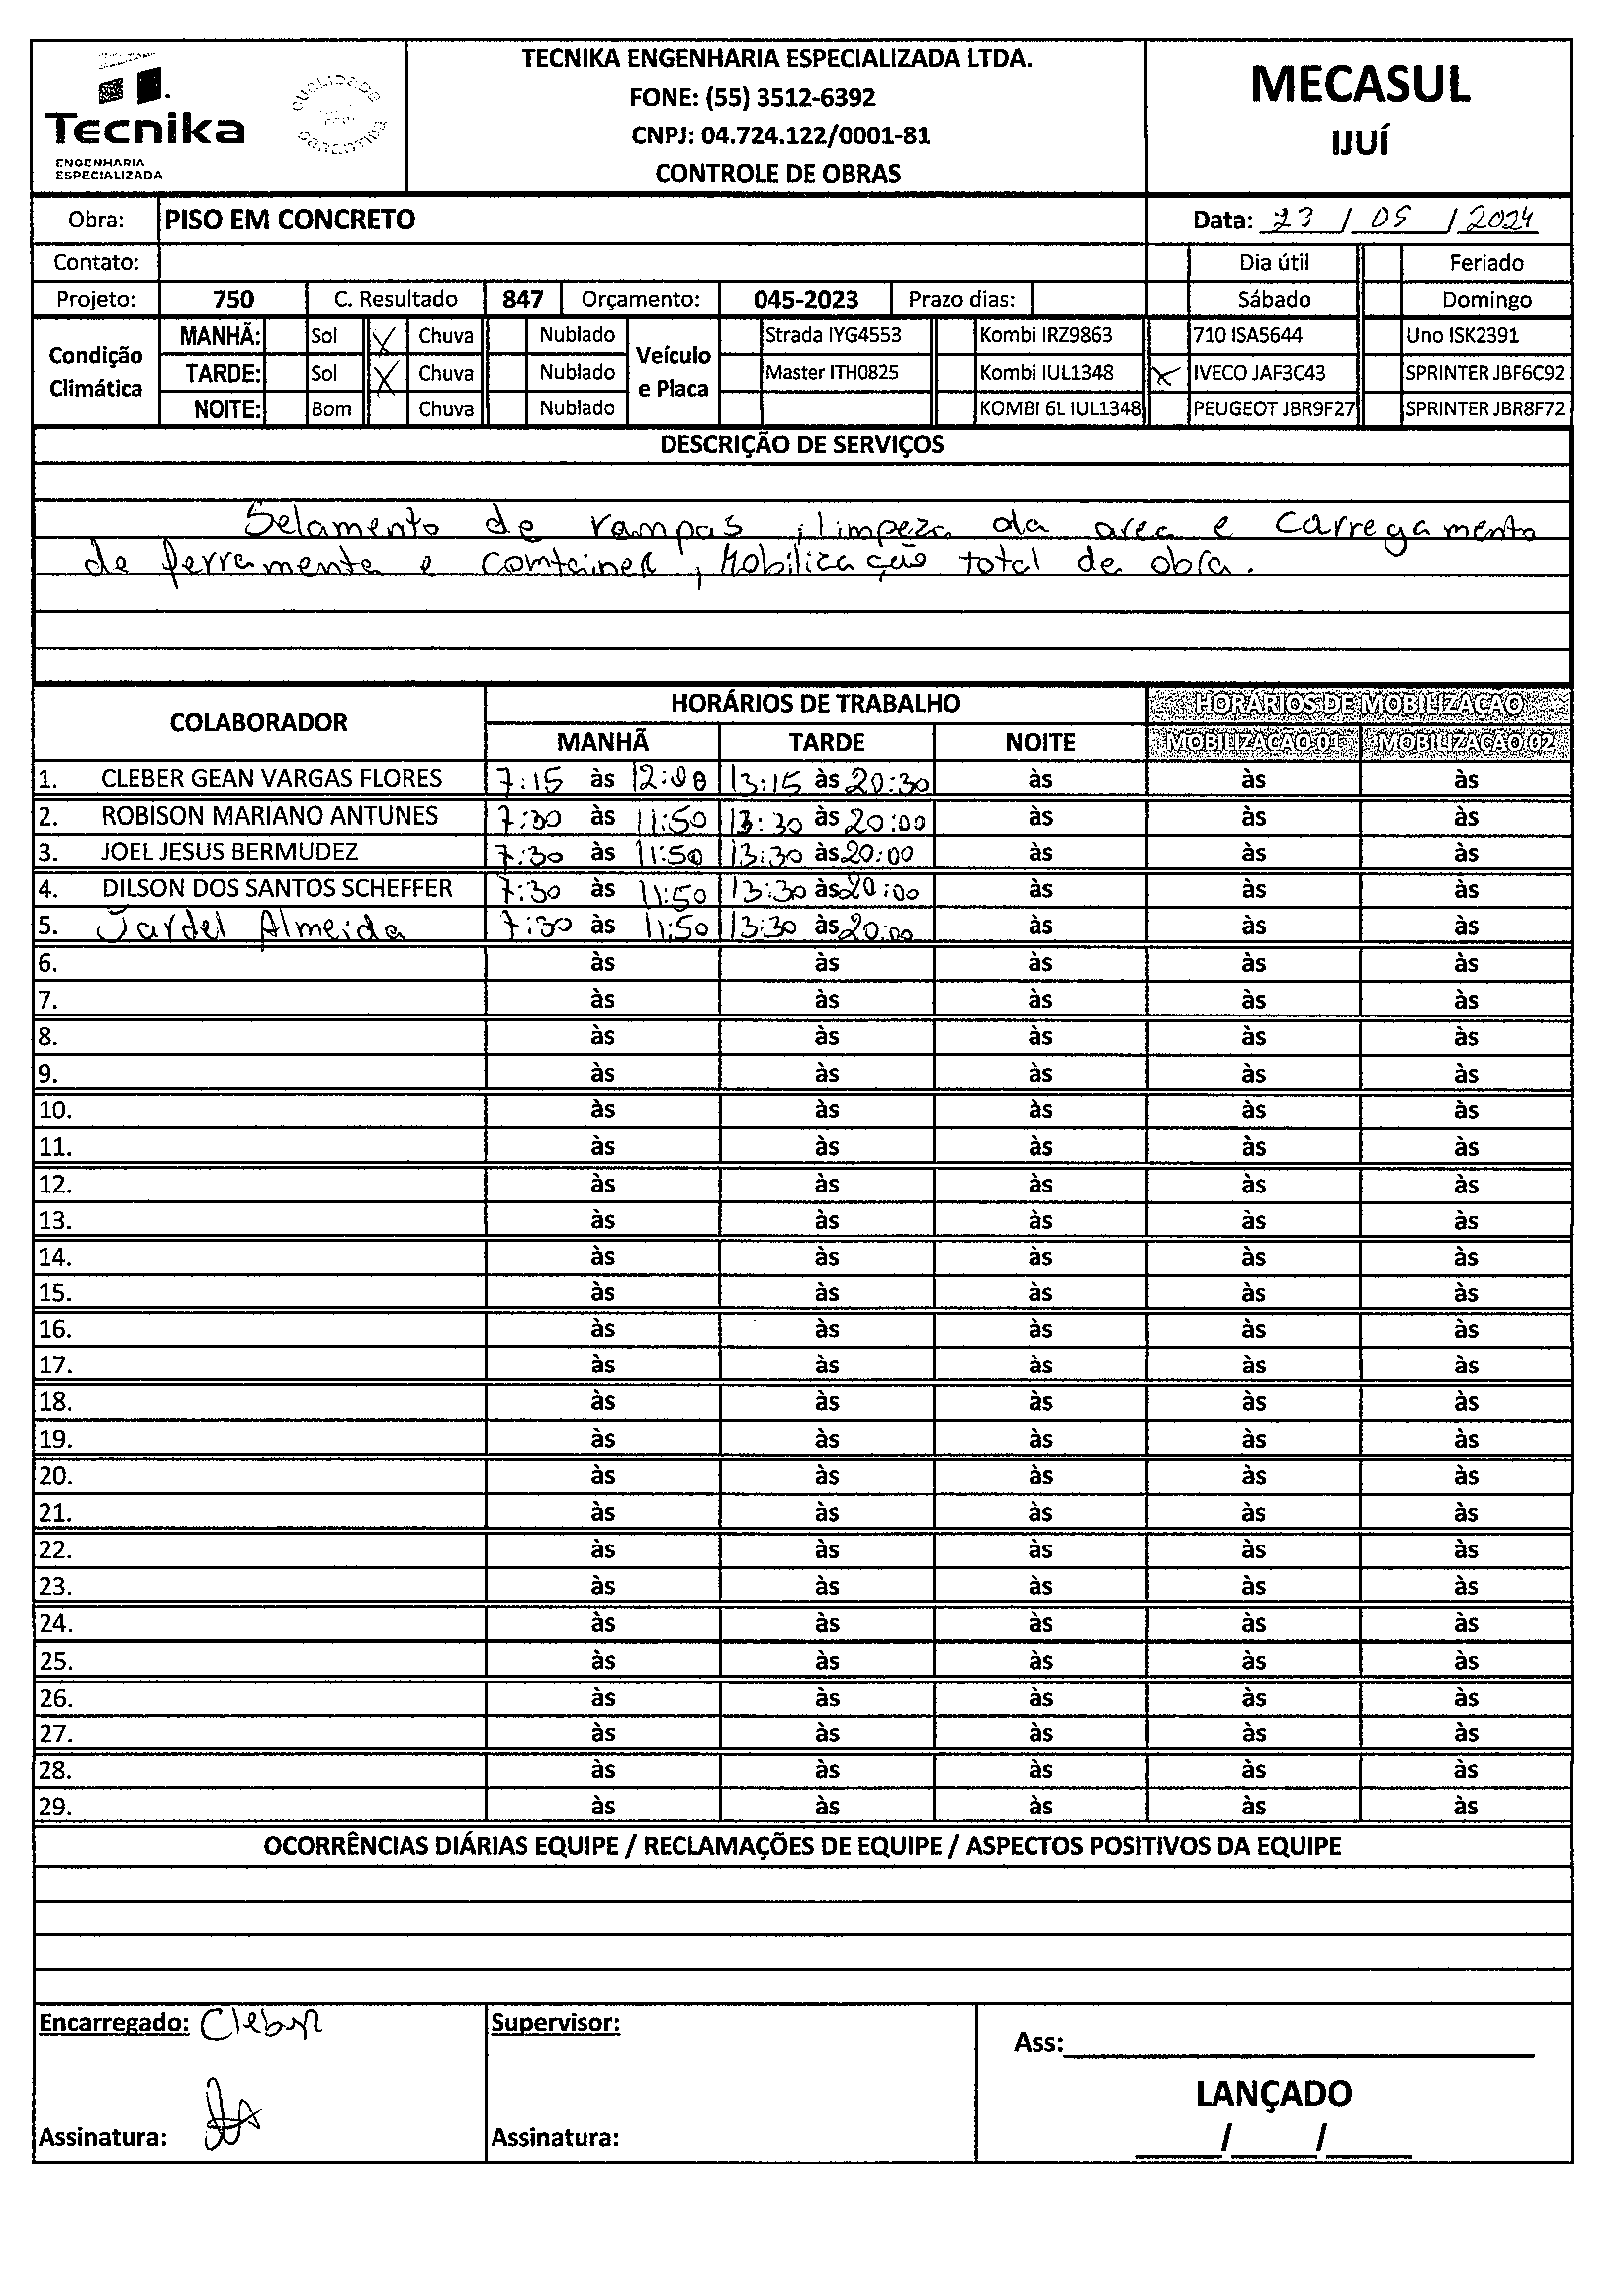 Tecnika
ENGENHARIA
ESPECIALIZADA
TECNIKA ENGENHARIA ESPECIALIZADA LTDA.
FONE: (55) 3512-6392
CNPJ: 04.724.122/0001-81
CONTROLE DE OBRAS
MECASUL
IJUÍ
Obra: PISO EM CONCRETO Data: 23 / 05 / 2024
Contato: Dia útil Feriado
Projeto: 750 C. Resultado 847 Orçamento: 045-2023 Prazo dias: Sábado Domingo
Condição Climática
MANHÃ: Sol X Chuva Nublado
TARDE: Sol X Chuva Nublado
NOITE: Bom Chuva Nublado
Veículo e Placa
Strada IYG4553 Kombi IRZ9863 710 ISA5644 Uno ISK2391
Master ITH0825 Kombi IUL1348 X IVECO JAF3C43 SPRINTER JBF6C92
KOMBI 6L IUL1348 PEUGEOT JBR9F27 SPRINTER JBR8F72
DESCRIÇÃO DE SERVIÇOS
Selamento de rampas , limpeza da area e carregamento
de ferramenta e container , Mobilização total de obra.
COLABORADOR HORÁRIOS DE TRABALHO HORÁRIOS DE MOBILIZAÇÃO
MANHÃ TARDE NOITE MOBILIZAÇÃO 01 MOBILIZAÇÃO 02
1. CLEBER GEAN VARGAS FLORES 7:15 às 12:00 13:15 às 20:30 às às às
2. ROBISON MARIANO ANTUNES 7:30 às 11:50 13:30 às 20:00 às às às
3. JOEL JESUS BERMUDEZ 7:30 às 11:50 13:30 às 20:00 às às às
4. DILSON DOS SANTOS SCHEFFER 7:30 às 11:50 13:30 às 20:00 às às às
5. Jardel Almeida 7:30 às 11:50 13:30 às 20:00 às às às
6. às às às às às
7. às às às às às
8. às às às às às
9. às às às às às
10. às às às às às
11. às às às às às
12. às às às às às
13. às às às às às
14. às às às às às
15. às às às às às
16. às às às às às
17. às às às às às
18. às às às às às
19. às às às às às
20. às às às às às
21. às às às às às
22. às às às às às
23. às às às às às
24. às às às às às
25. às às às às às
26. às às às às às
27. às às às às às
28. às às às às às
29. às às às às às
OCORRÊNCIAS DIÁRIAS EQUIPE / RECLAMAÇÕES DE EQUIPE / ASPECTOS POSITIVOS DA EQUIPE
Encarregado: Cleber
Assinatura:
Supervisor:
Assinatura:
Ass:
LANÇADO
/ /